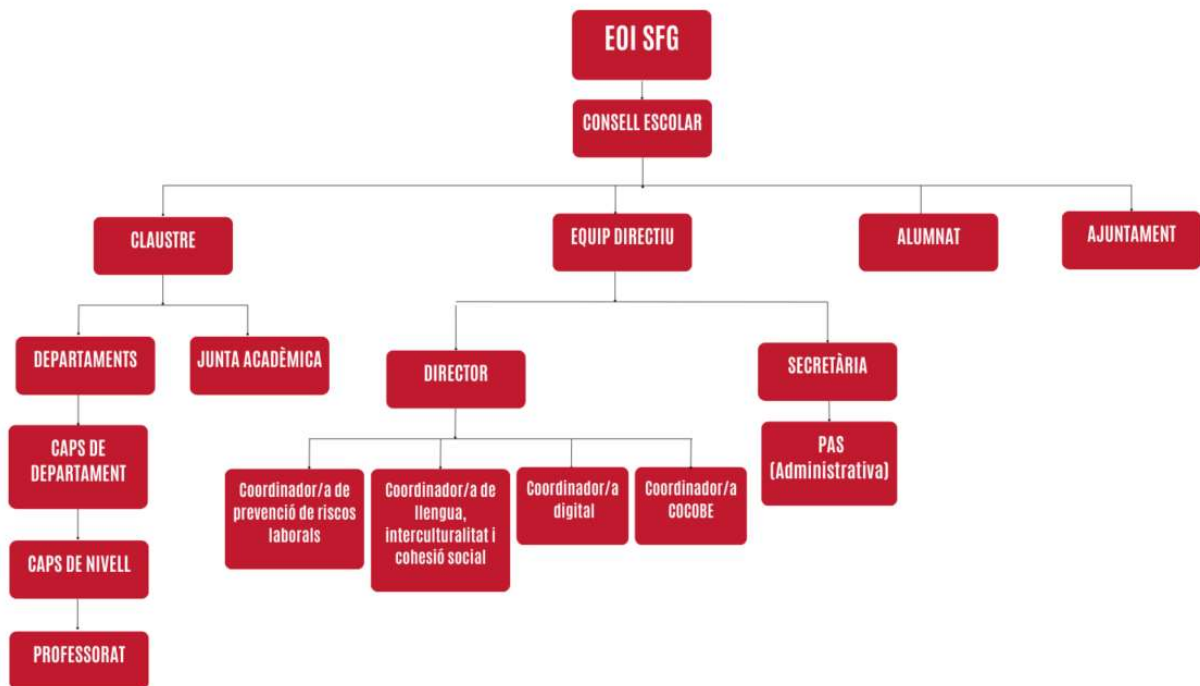 EOI SFG
CONSELL ESCOLAR
CLAUSTRE
EQUIP DIRECTIU
ALUMNAT
AJUNTAMENT
DEPARTAMENTS
JUNTA ACADÈMICA
DIRECTOR
SECRETÀRIA
CAPS DE
DEPARTAMENT
PAS
(Administrativa)
Coordinador/a de
prevenció de riscos
laborals
Coordinador/a de
llengua,
interculturalitat i
cohesió social
Coordinador/a
digital
Coordinador/a
COCOBE
CAPS DE NIVELL
PROFESSORAT